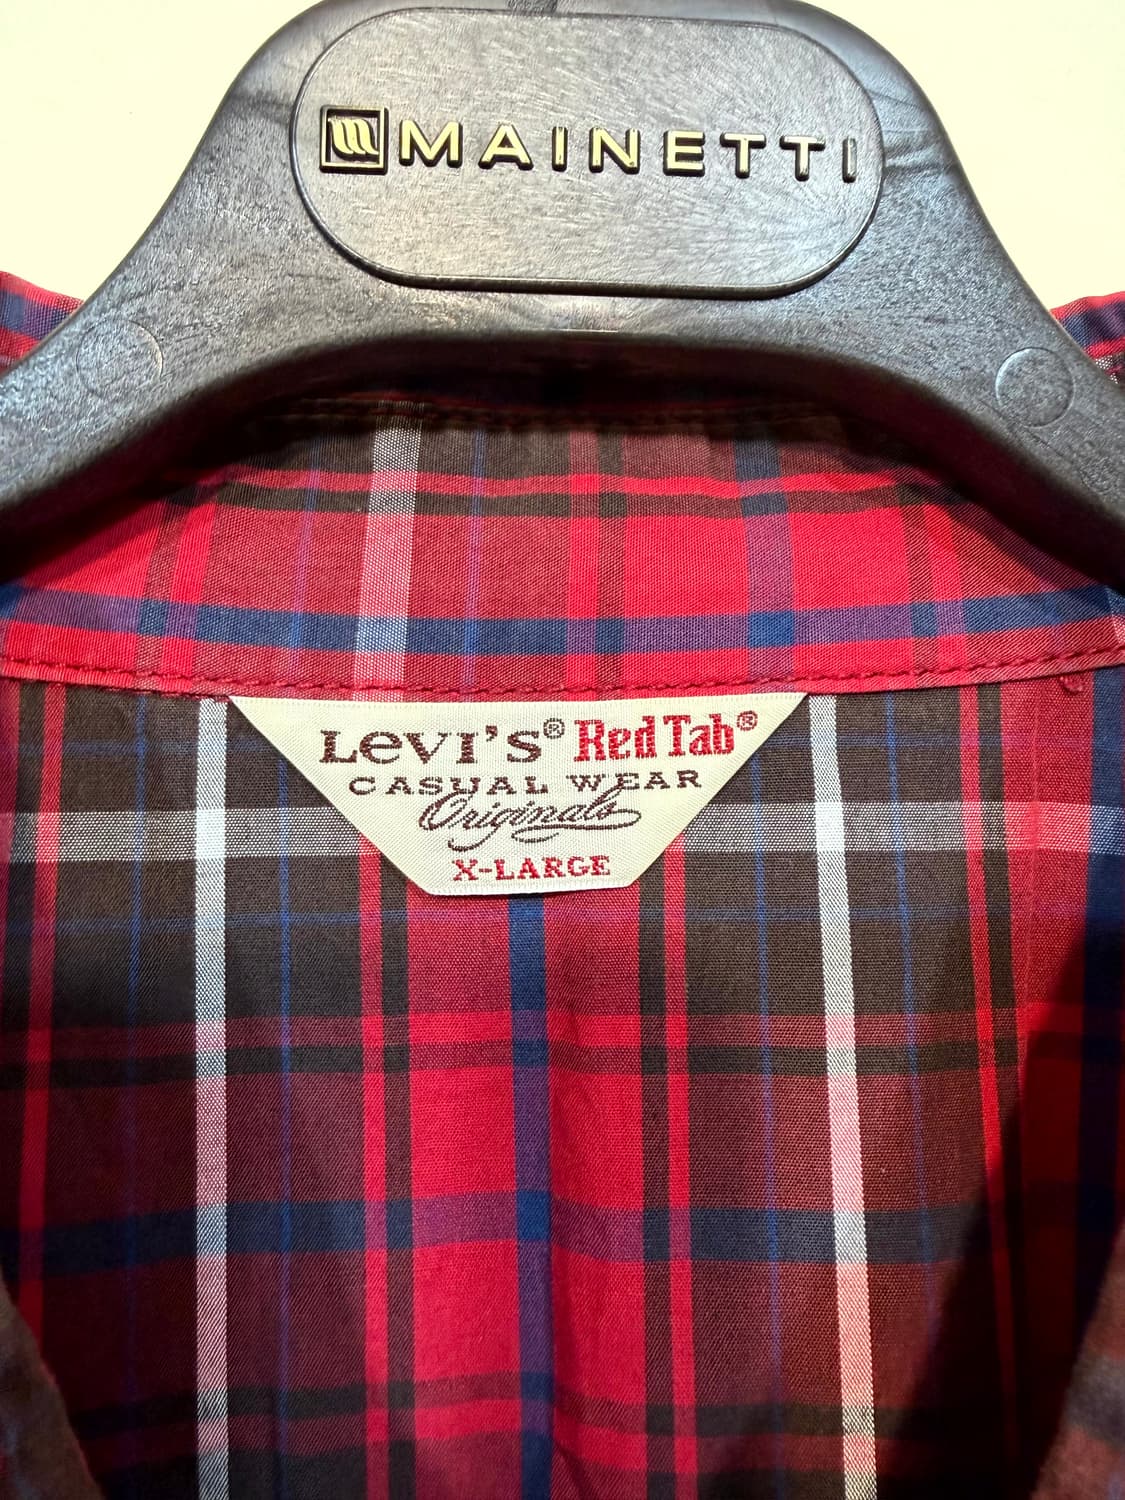 MAINETTI
LEVI'S® Red Tab®
CASUAL WEAR
Originals
X-LARGE